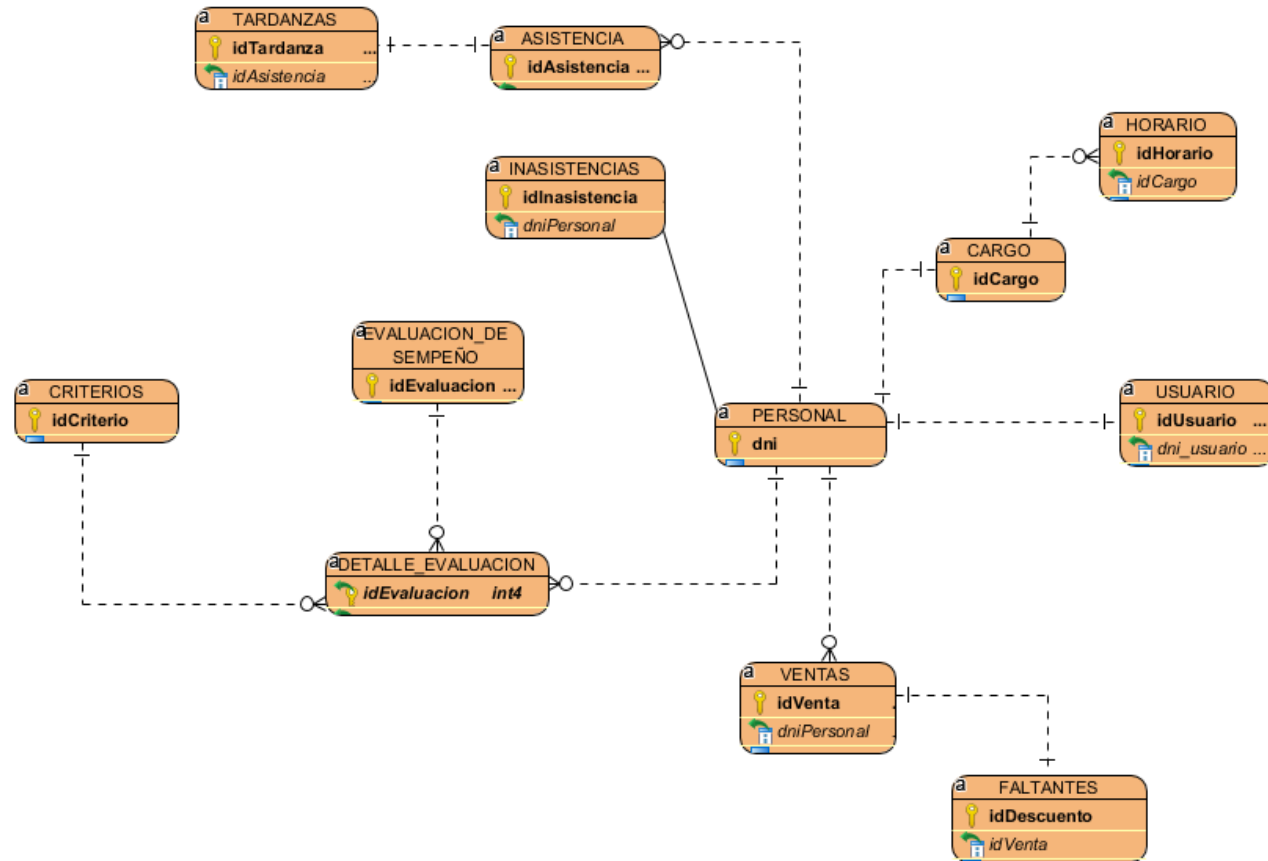 a TARDANZAS
idTardanza ...
idAsistencia ...
a ASISTENCIA
idAsistencia ...
a HORARIO
idHorario
idCargo
a INASISTENCIAS
idInasistencia
dniPersonal
a CARGO
idCargo
a EVALUACION_DE
SEMPEÑO
idEvaluacion ...
a CRITERIOS
idCriterio
a PERSONAL
dni
a USUARIO
idUsuario ...
dni_usuario ...
a DETALLE_EVALUACION
idEvaluacion int4
a VENTAS
idVenta
dniPersonal
a FALTANTES
idDescuento
idVenta